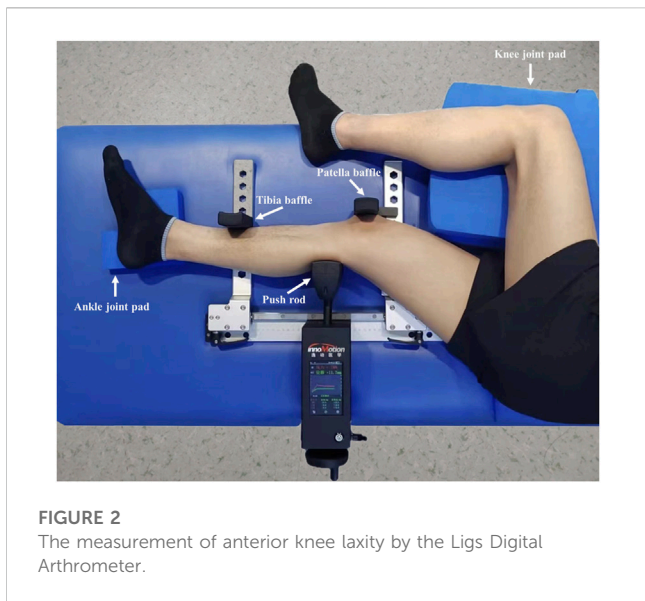 Knee joint pad
Patella baffle
Tibia baffle
Ankle joint pad
Push rod
InnoMotion
FIGURE 2
The measurement of anterior knee laxity by the Ligs Digital
Arthrometer.